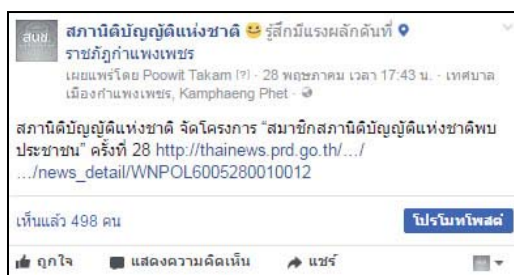 สนช.
สภานิติบัญญัติแห่งชาติ รู้สึกมีแรงผลักดันที่
ราชภัฏกำแพงเพชร
เผยแพร่โดย Poowit Takam [?] · 28 พฤษภาคม เวลา 17:43 น. · เทศบาล
เมืองกำแพงเพชร, Kamphaeng Phet ·
สภานิติบัญญัติแห่งชาติ จัดโครงการ "สมาชิกสภานิติบัญญัติแห่งชาติพบ
ประชาชน" ครั้งที่ 28 http://thainews.prd.go.th/…/
…/news_detail/WNPOL6005280010012
เห็นแล้ว 498 คน
โปรโมทโพสต์
ถูกใจ แสดงความคิดเห็น แชร์